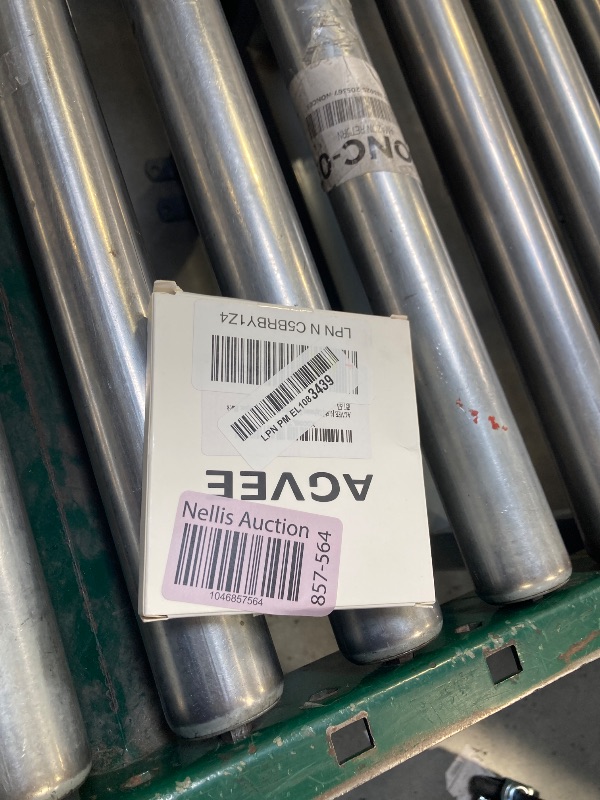 ONC-0
LPN N C5BRBY1Z4
LPN PM EL1083439
AGVEE
Nellis Auction
1046857564
857-564